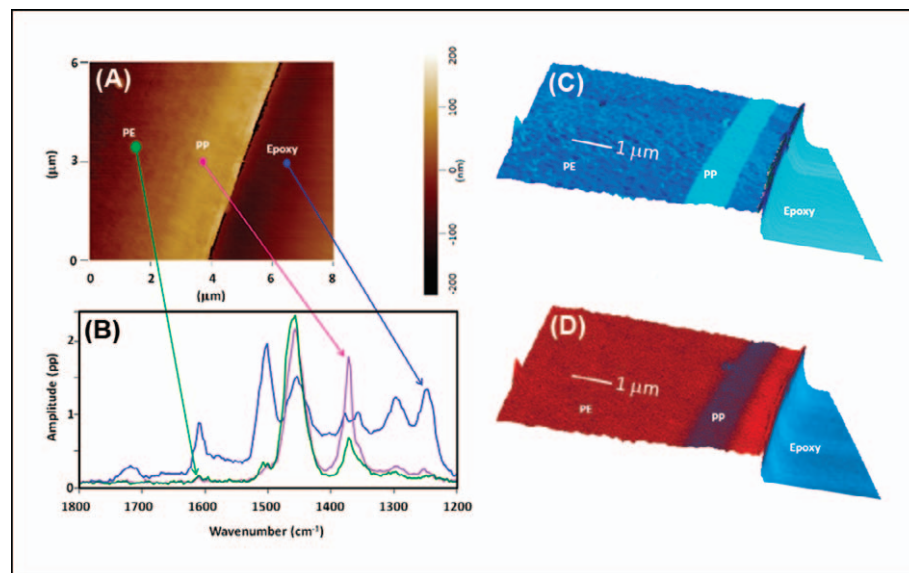 (A)
6
3
0
(μm)
PE
PP
Epoxy
0 2 4 6 8
(μm)
200
100
(nm)
-100
-200
(B)
2
1
0
Amplitude (pp)
1800 1700 1600 1500 1400 1300 1200
Wavenumber (cm-1)
(C)
1 μm
PE
PP
Epoxy
(D)
1 μm
PE
PP
Epoxy